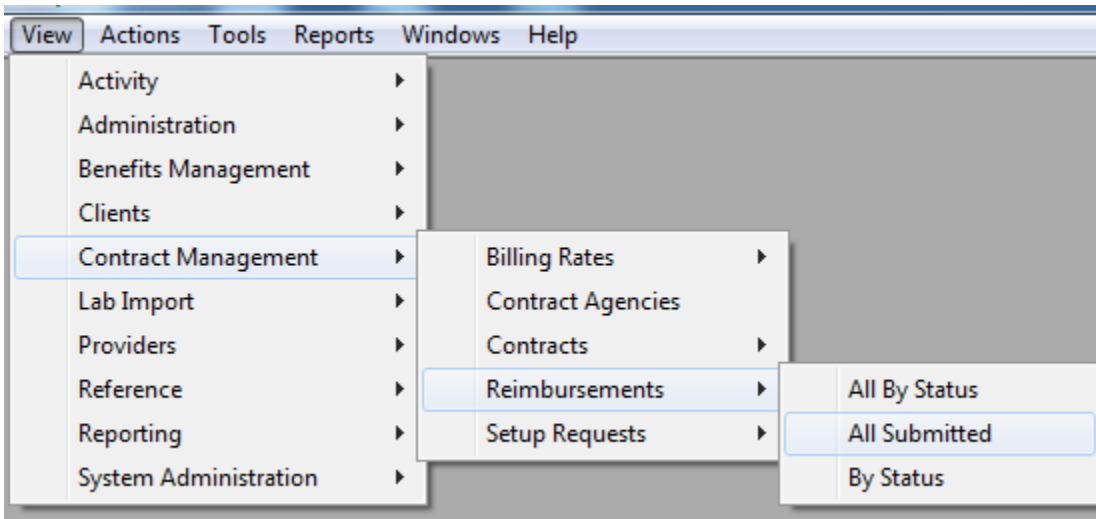 View Actions Tools Reports Windows Help
Activity
Administration
Benefits Management
Clients
Contract Management
Lab Import
Providers
Reference
Reporting
System Administration
Billing Rates
Contract Agencies
Contracts
Reimbursements
Setup Requests
All By Status
All Submitted
By Status